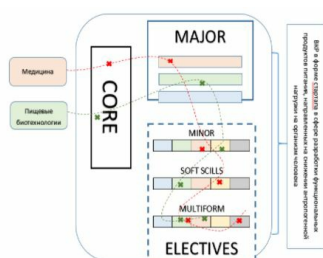 MAJOR
Медицина
Пищевые
биотехнологии
CORE
MINOR
SOFT SCILLS
MULTIFORM
ELECTIVES
ВКР в форме стартапа в сфере разработки функциональных
продуктов питания, направленных на снижении антропогенной
нагрузки на организм человека